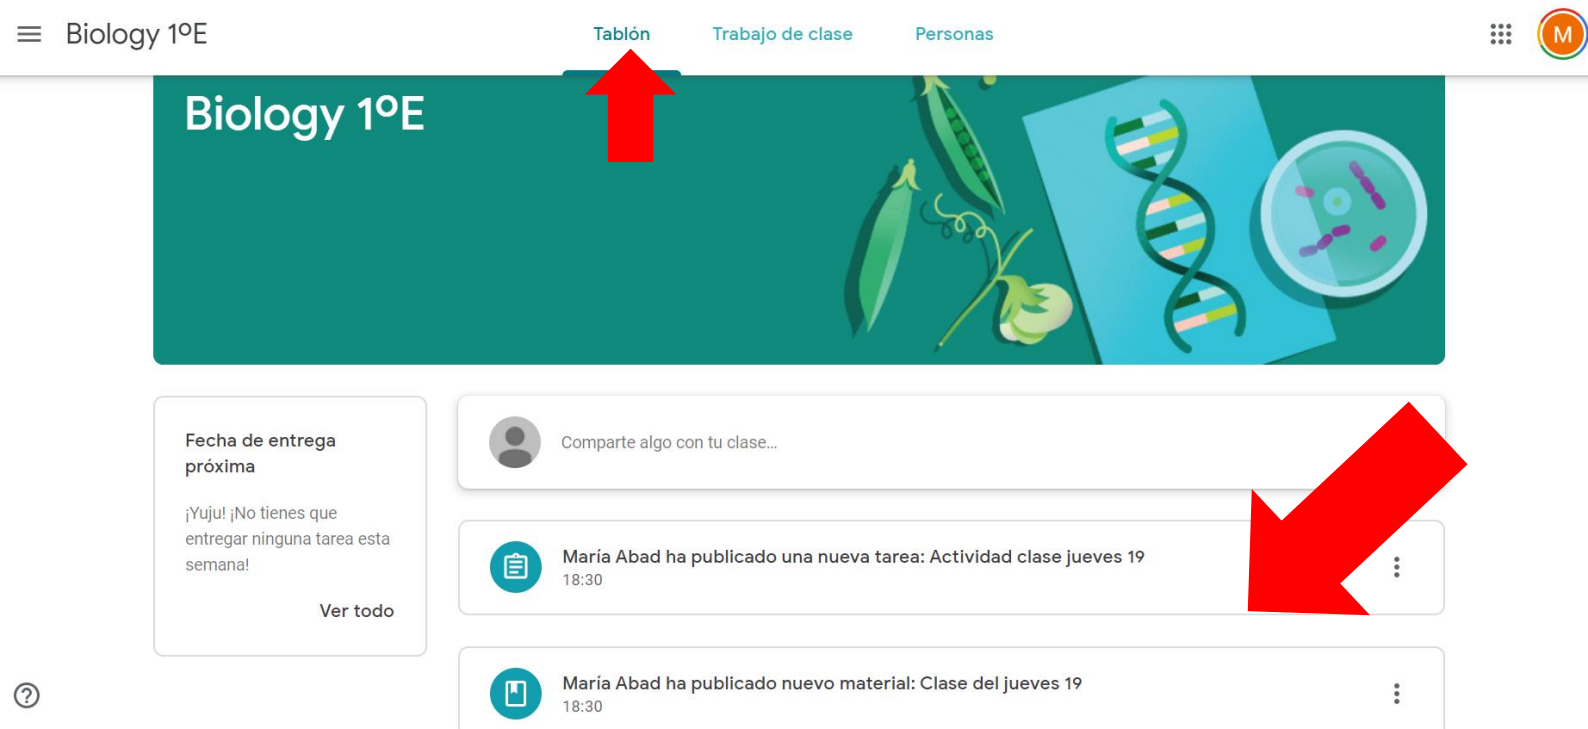 Biology 1ºE
Tablón
Trabajo de clase
Personas
M
Biology 1ºE
Fecha de entrega
próxima
¡Yuju! ¡No tienes que
entregar ninguna tarea esta
semana!
Ver todo
Comparte algo con tu clase...
María Abad ha publicado una nueva tarea: Actividad clase jueves 19
18:30
María Abad ha publicado nuevo material: Clase del jueves 19
18:30